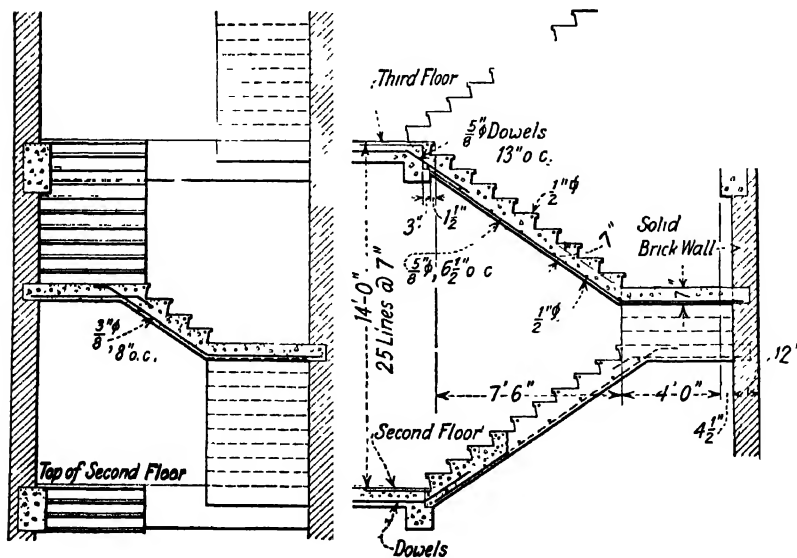 Third Floor
5/8"φ Dowels
13" o c.
1/2"φ
3"
1 1/2"
7"
Solid
Brick Wall
5/8"φ, 6 1/2" o c
14'-0"
25 Lines @ 7"
1/2"φ
7"
3/8"φ, 8" o.c.
12"
7'-6"
4'-0"
4 1/2"
Second Floor
Top of Second Floor
Dowels